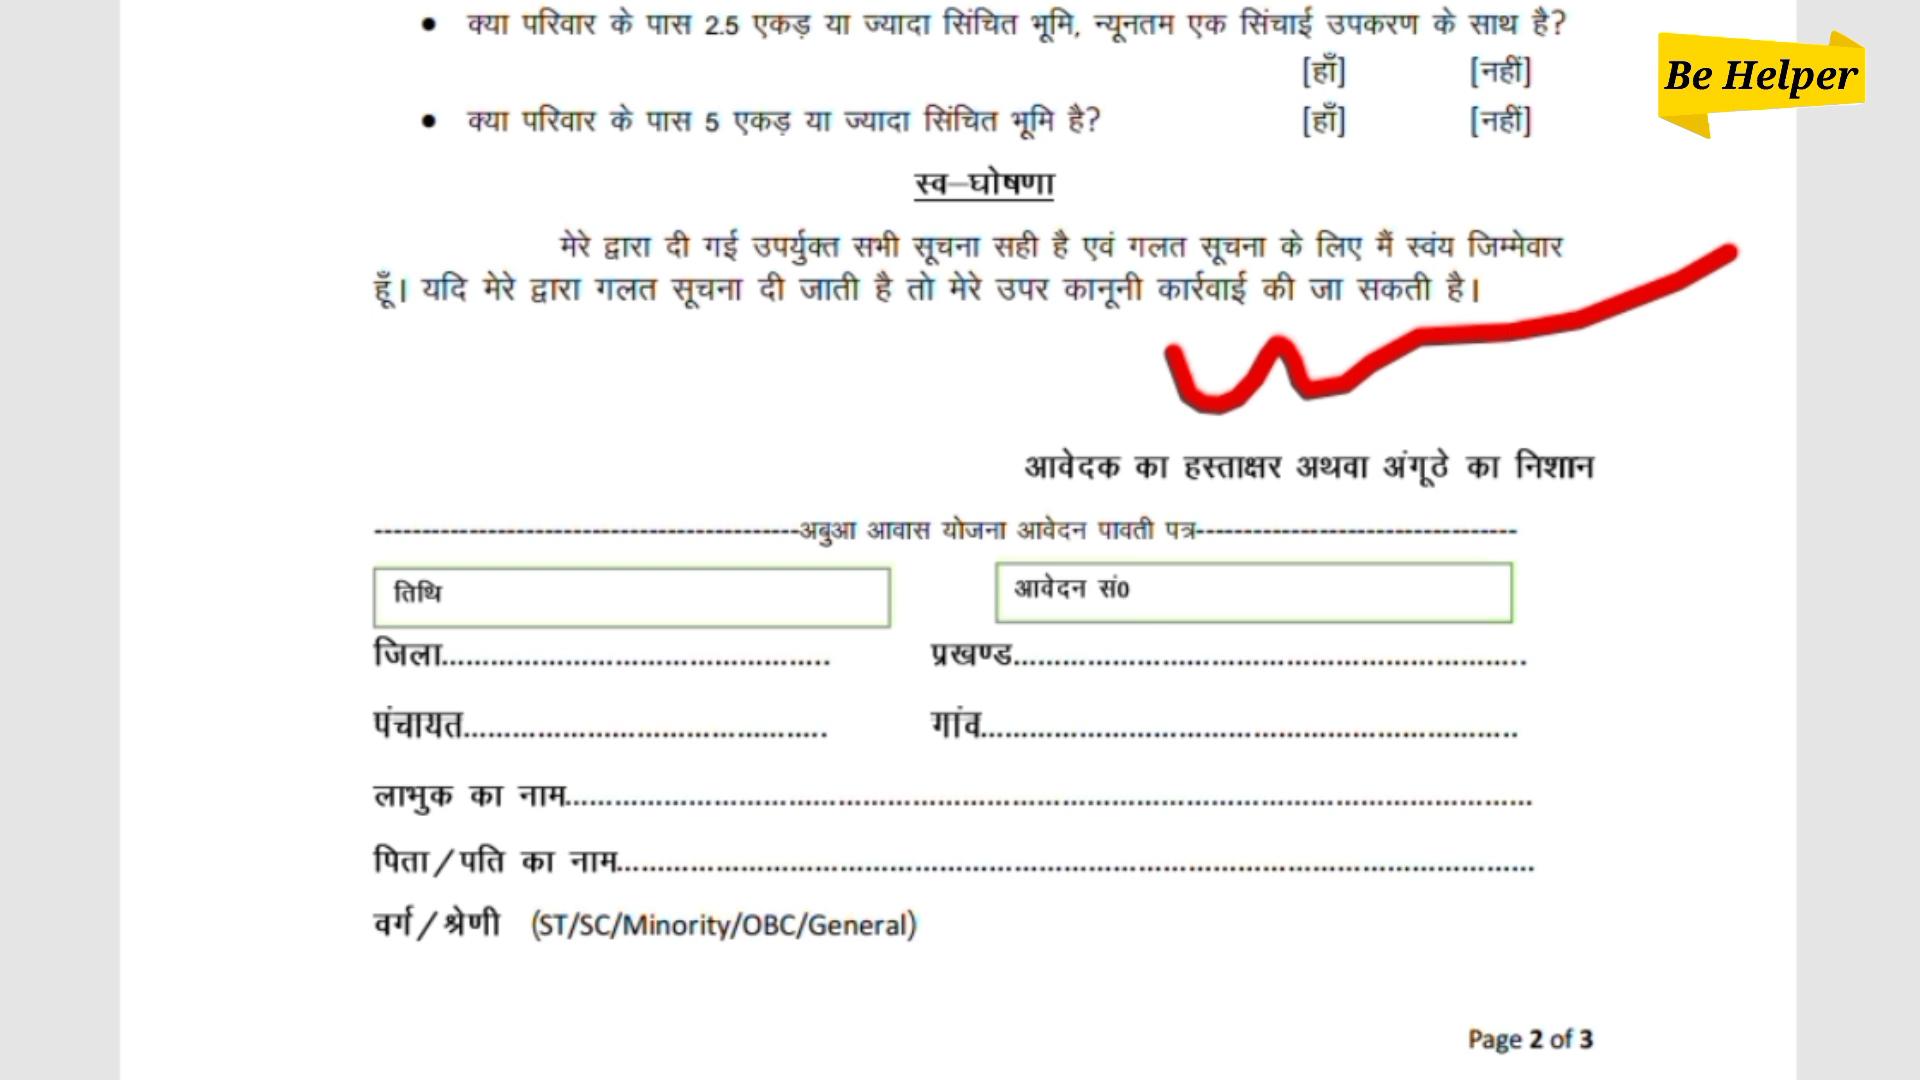 • क्या परिवार के पास 2.5 एकड़ या ज्यादा सिंचित भूमि, न्यूनतम एक सिंचाई उपकरण के साथ है?
[हाँ] [नहीं]
• क्या परिवार के पास 5 एकड़ या ज्यादा सिंचित भूमि है? [हाँ] [नहीं]
Be Helper
स्व–घोषणा
मेरे द्वारा दी गई उपर्युक्त सभी सूचना सही है एवं गलत सूचना के लिए मैं स्वंय जिम्मेवार
हूँ। यदि मेरे द्वारा गलत सूचना दी जाती है तो मेरे उपर कानूनी कार्रवाई की जा सकती है।
आवेदक का हस्ताक्षर अथवा अंगूठे का निशान
--------------------------------------------अबुआ आवास योजना आवेदन पावती पत्र---------------------------------
तिथि आवेदन सं0
जिला.................................................. प्रखण्ड..................................................................
पंचायत............................................... गांव.....................................................................
लाभुक का नाम............................................................................................................................
पिता/पति का नाम......................................................................................................................
वर्ग/श्रेणी (ST/SC/Minority/OBC/General)
Page 2 of 3